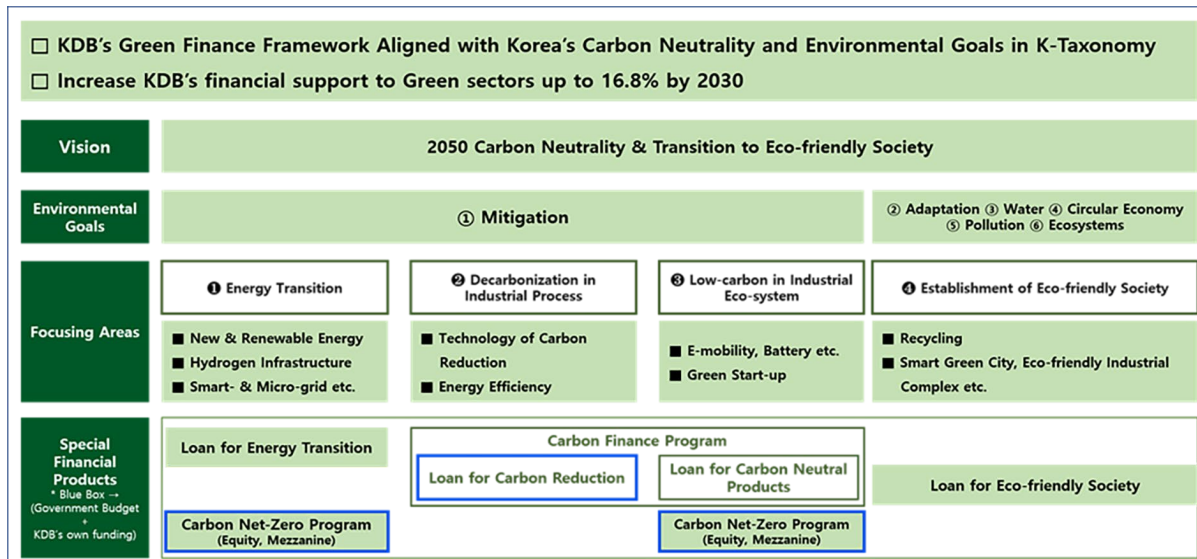 □ KDB's Green Finance Framework Aligned with Korea's Carbon Neutrality and Environmental Goals in K-Taxonomy
□ Increase KDB's financial support to Green sectors up to 16.8% by 2030
Vision
2050 Carbon Neutrality & Transition to Eco-friendly Society
Environmental
Goals
① Mitigation
② Adaptation ③ Water ④ Circular Economy
⑤ Pollution ⑥ Ecosystems
Focusing Areas
❶ Energy Transition
■ New & Renewable Energy
■ Hydrogen Infrastructure
■ Smart- & Micro-grid etc.
❷ Decarbonization in
Industrial Process
■ Technology of Carbon
Reduction
■ Energy Efficiency
❸ Low-carbon in Industrial
Eco-system
■ E-mobility, Battery etc.
■ Green Start-up
❹ Establishment of Eco-friendly Society
■ Recycling
■ Smart Green City, Eco-friendly Industrial
Complex etc.
Special
Financial
Products
* Blue Box →
(Government Budget
+
KDB's own funding)
Loan for Energy Transition
Carbon Net-Zero Program
(Equity, Mezzanine)
Carbon Finance Program
Loan for Carbon Reduction
Loan for Carbon Neutral
Products
Carbon Net-Zero Program
(Equity, Mezzanine)
Loan for Eco-friendly Society